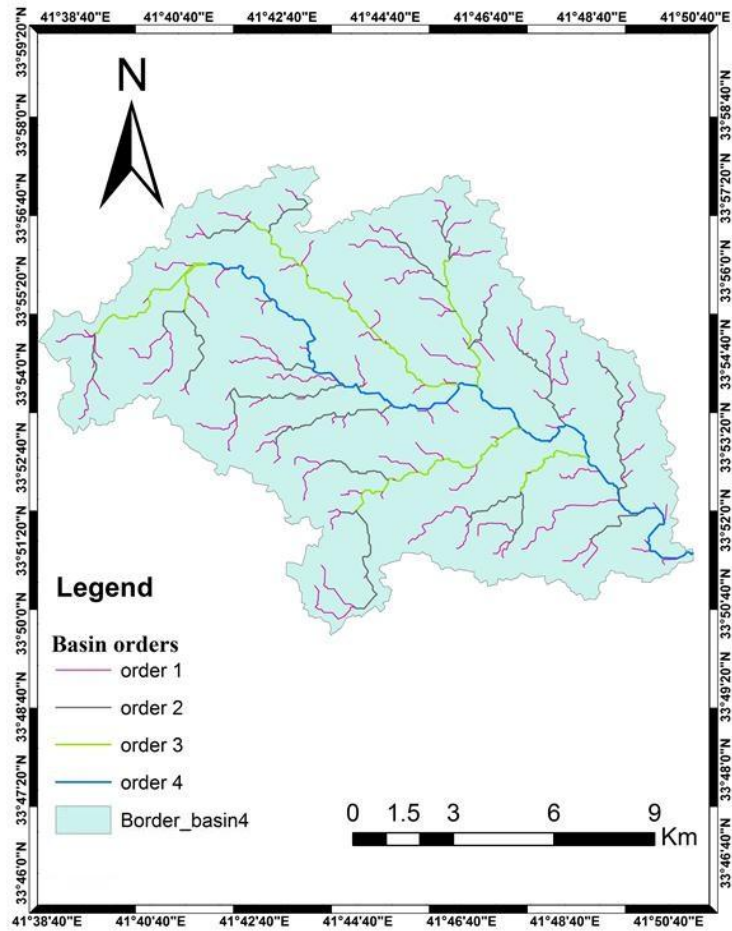 41°38'40"E 41°40'40"E 41°42'40"E 41°44'40"E 41°46'40"E 41°48'40"E 41°50'40"E
33°59'20"N
33°58'0"N
33°56'40"N
33°55'20"N
33°54'0"N
33°52'40"N
33°51'20"N
33°50'0"N
33°48'40"N
33°47'20"N
33°46'0"N
N
Legend
Basin orders
order 1
order 2
order 3
order 4
Border_basin4
0 1.5 3 6 9
Km
33°58'40"N
33°57'20"N
33°56'0"N
33°54'40"N
33°53'20"N
33°52'0"N
33°50'40"N
33°49'20"N
33°48'0"N
33°46'40"N
41°38'40"E 41°40'40"E 41°42'40"E 41°44'40"E 41°46'40"E 41°48'40"E 41°50'40"E